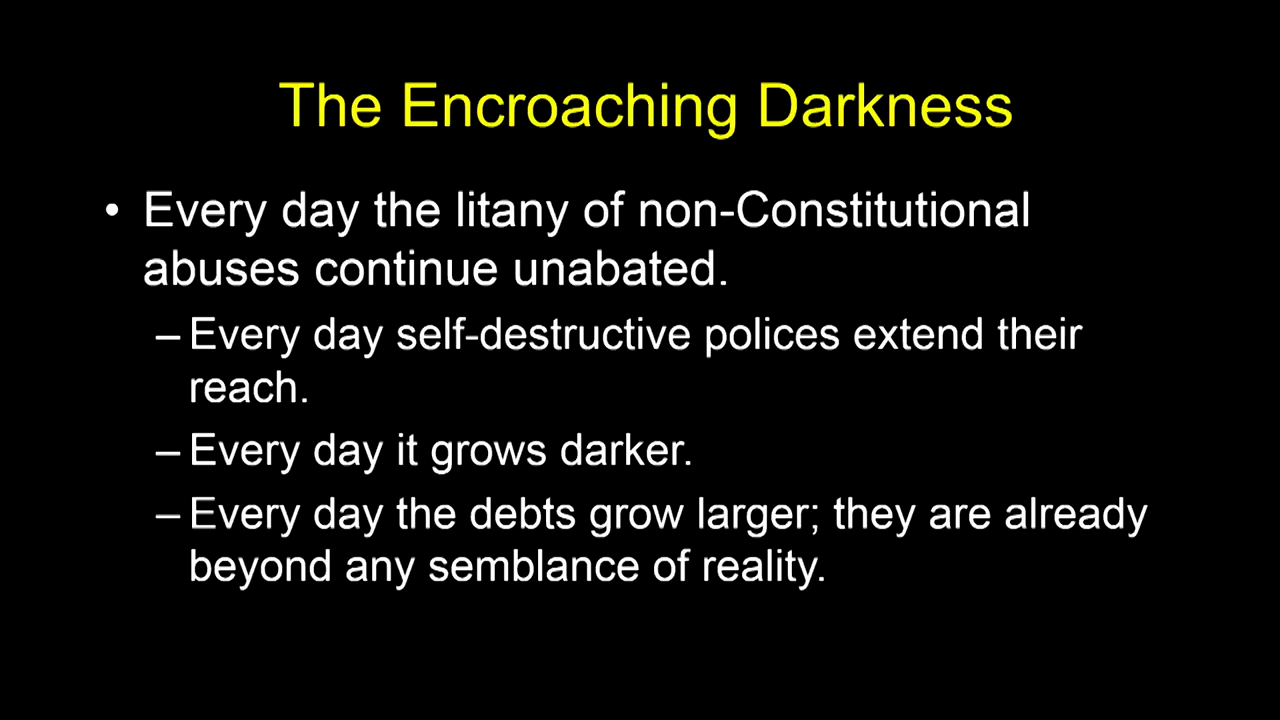 The Encroaching Darkness
• Every day the litany of non-Constitutional
abuses continue unabated.
– Every day self-destructive polices extend their
reach.
– Every day it grows darker.
– Every day the debts grow larger; they are already
beyond any semblance of reality.